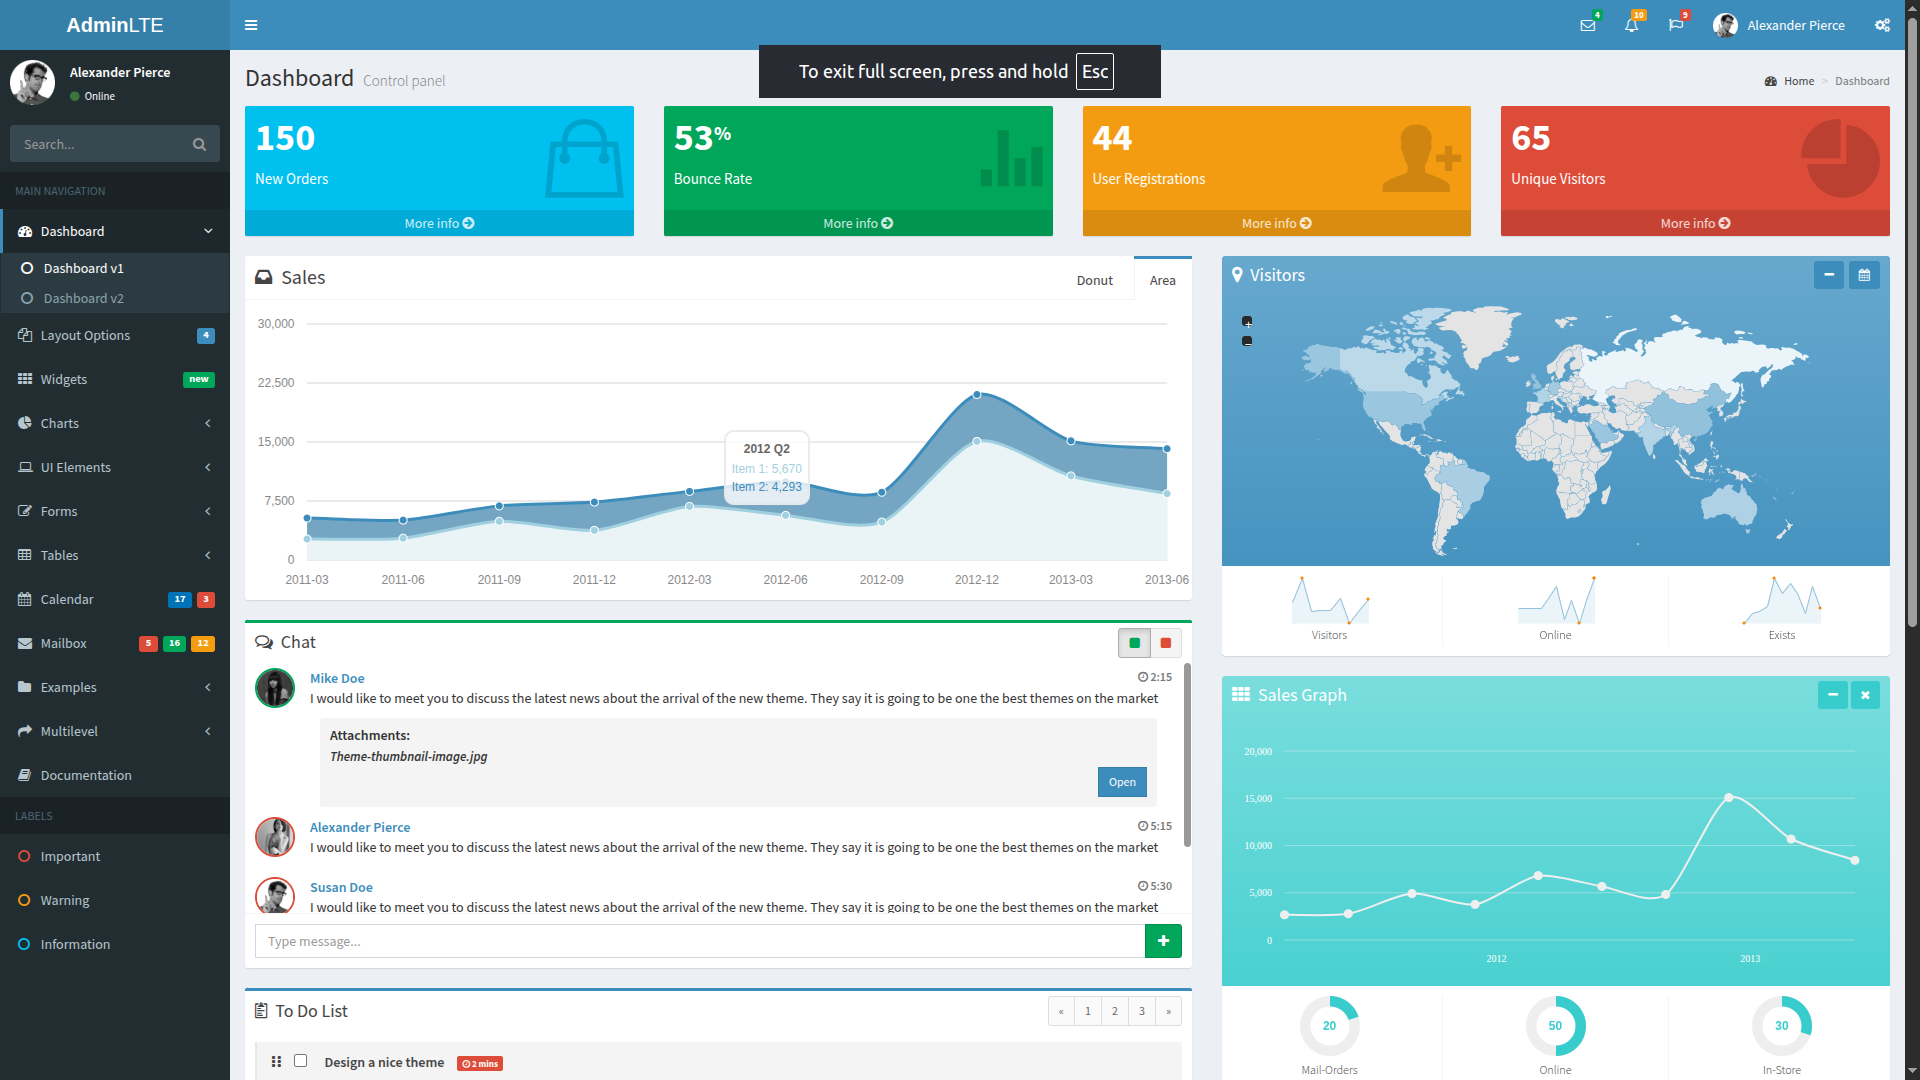 AdminLTE
4
10
9
Alexander Pierce
Alexander Pierce
Online
Search...
MAIN NAVIGATION
Dashboard
Dashboard v1
Dashboard v2
Layout Options 4
Widgets new
Charts
UI Elements
Forms
Tables
Calendar 17 3
Mailbox 5 16 12
Examples
Multilevel
Documentation
LABELS
Important
Warning
Information
Dashboard Control panel
To exit full screen, press and hold Esc
Home > Dashboard
150
New Orders
More info
53%
Bounce Rate
More info
44
User Registrations
More info
65
Unique Visitors
More info
Sales
Donut
Area
30,000
22,500
15,000
7,500
0
2011-03 2011-06 2011-09 2011-12 2012-03 2012-06 2012-09 2012-12 2013-03 2013-06
2012 Q2
Item 1: 5,670
Item 2: 4,293
Chat
Mike Doe
2:15
I would like to meet you to discuss the latest news about the arrival of the new theme. They say it is going to be one the best themes on the market
Attachments:
Theme-thumbnail-image.jpg
Open
Alexander Pierce
5:15
I would like to meet you to discuss the latest news about the arrival of the new theme. They say it is going to be one the best themes on the market
Susan Doe
5:30
I would like to meet you to discuss the latest news about the arrival of the new theme. They say it is going to be one the best themes on the market
Type message...
+
To Do List
« 1 2 3 »
Design a nice theme 2 mins
Visitors
+
−
Visitors
Online
Exists
Sales Graph
20,000
15,000
10,000
5,000
0
2012 2013
20
Mail-Orders
50
Online
30
In-Store